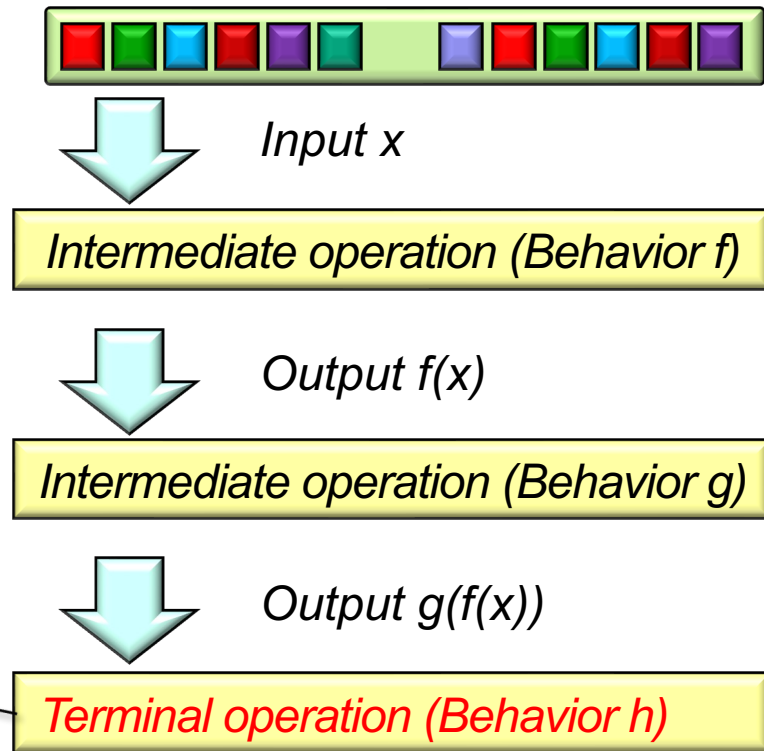 Input x
Intermediate operation (Behavior f)
Output f(x)
Intermediate operation (Behavior g)
Output g(f(x))
Terminal operation (Behavior h)